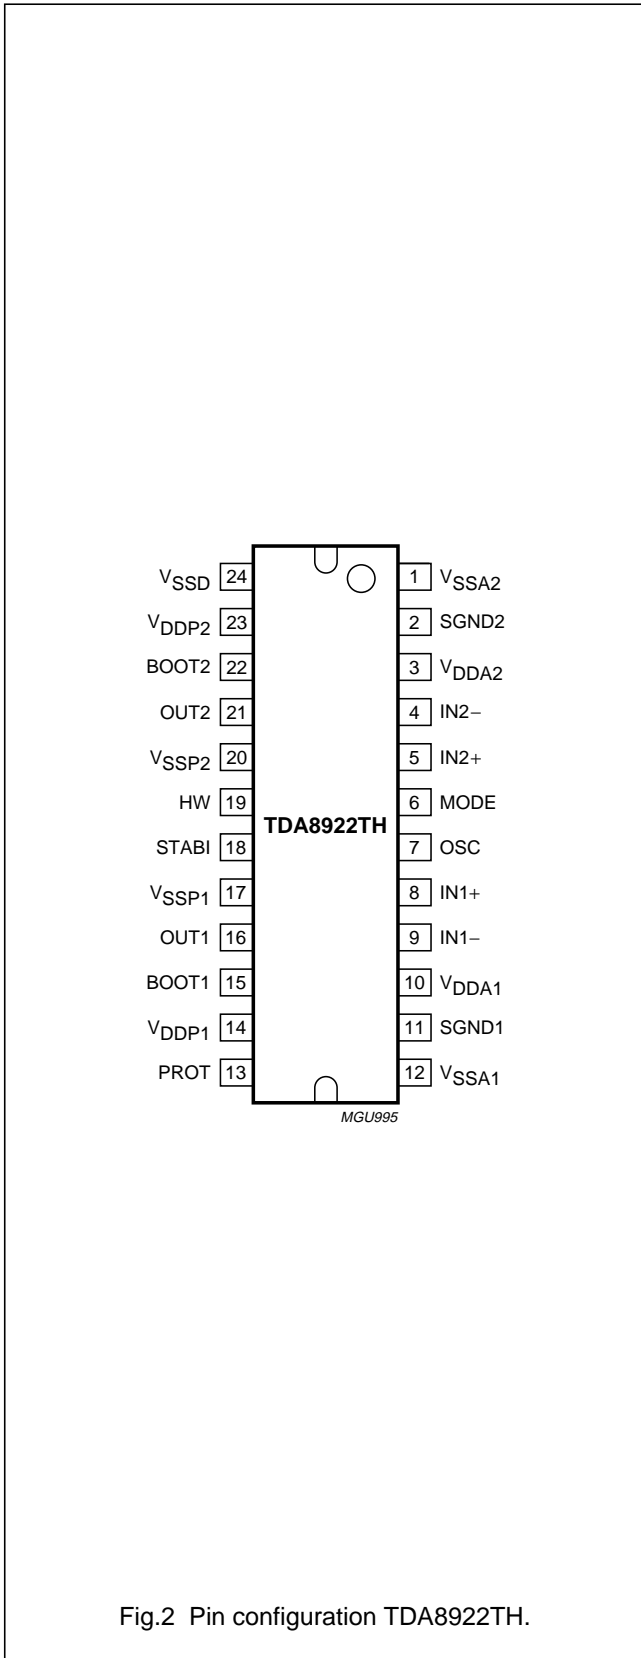 VSSD 24 1 VSSA2
VDDP2 23 2 SGND2
BOOT2 22 3 VDDA2
OUT2 21 4 IN2−
VSSP2 20 5 IN2+
HW 19 6 MODE
TDA8922TH
STABI 18 7 OSC
VSSP1 17 8 IN1+
OUT1 16 9 IN1−
BOOT1 15 10 VDDA1
VDDP1 14 11 SGND1
PROT 13 12 VSSA1
MGU995
Fig.2 Pin configuration TDA8922TH.